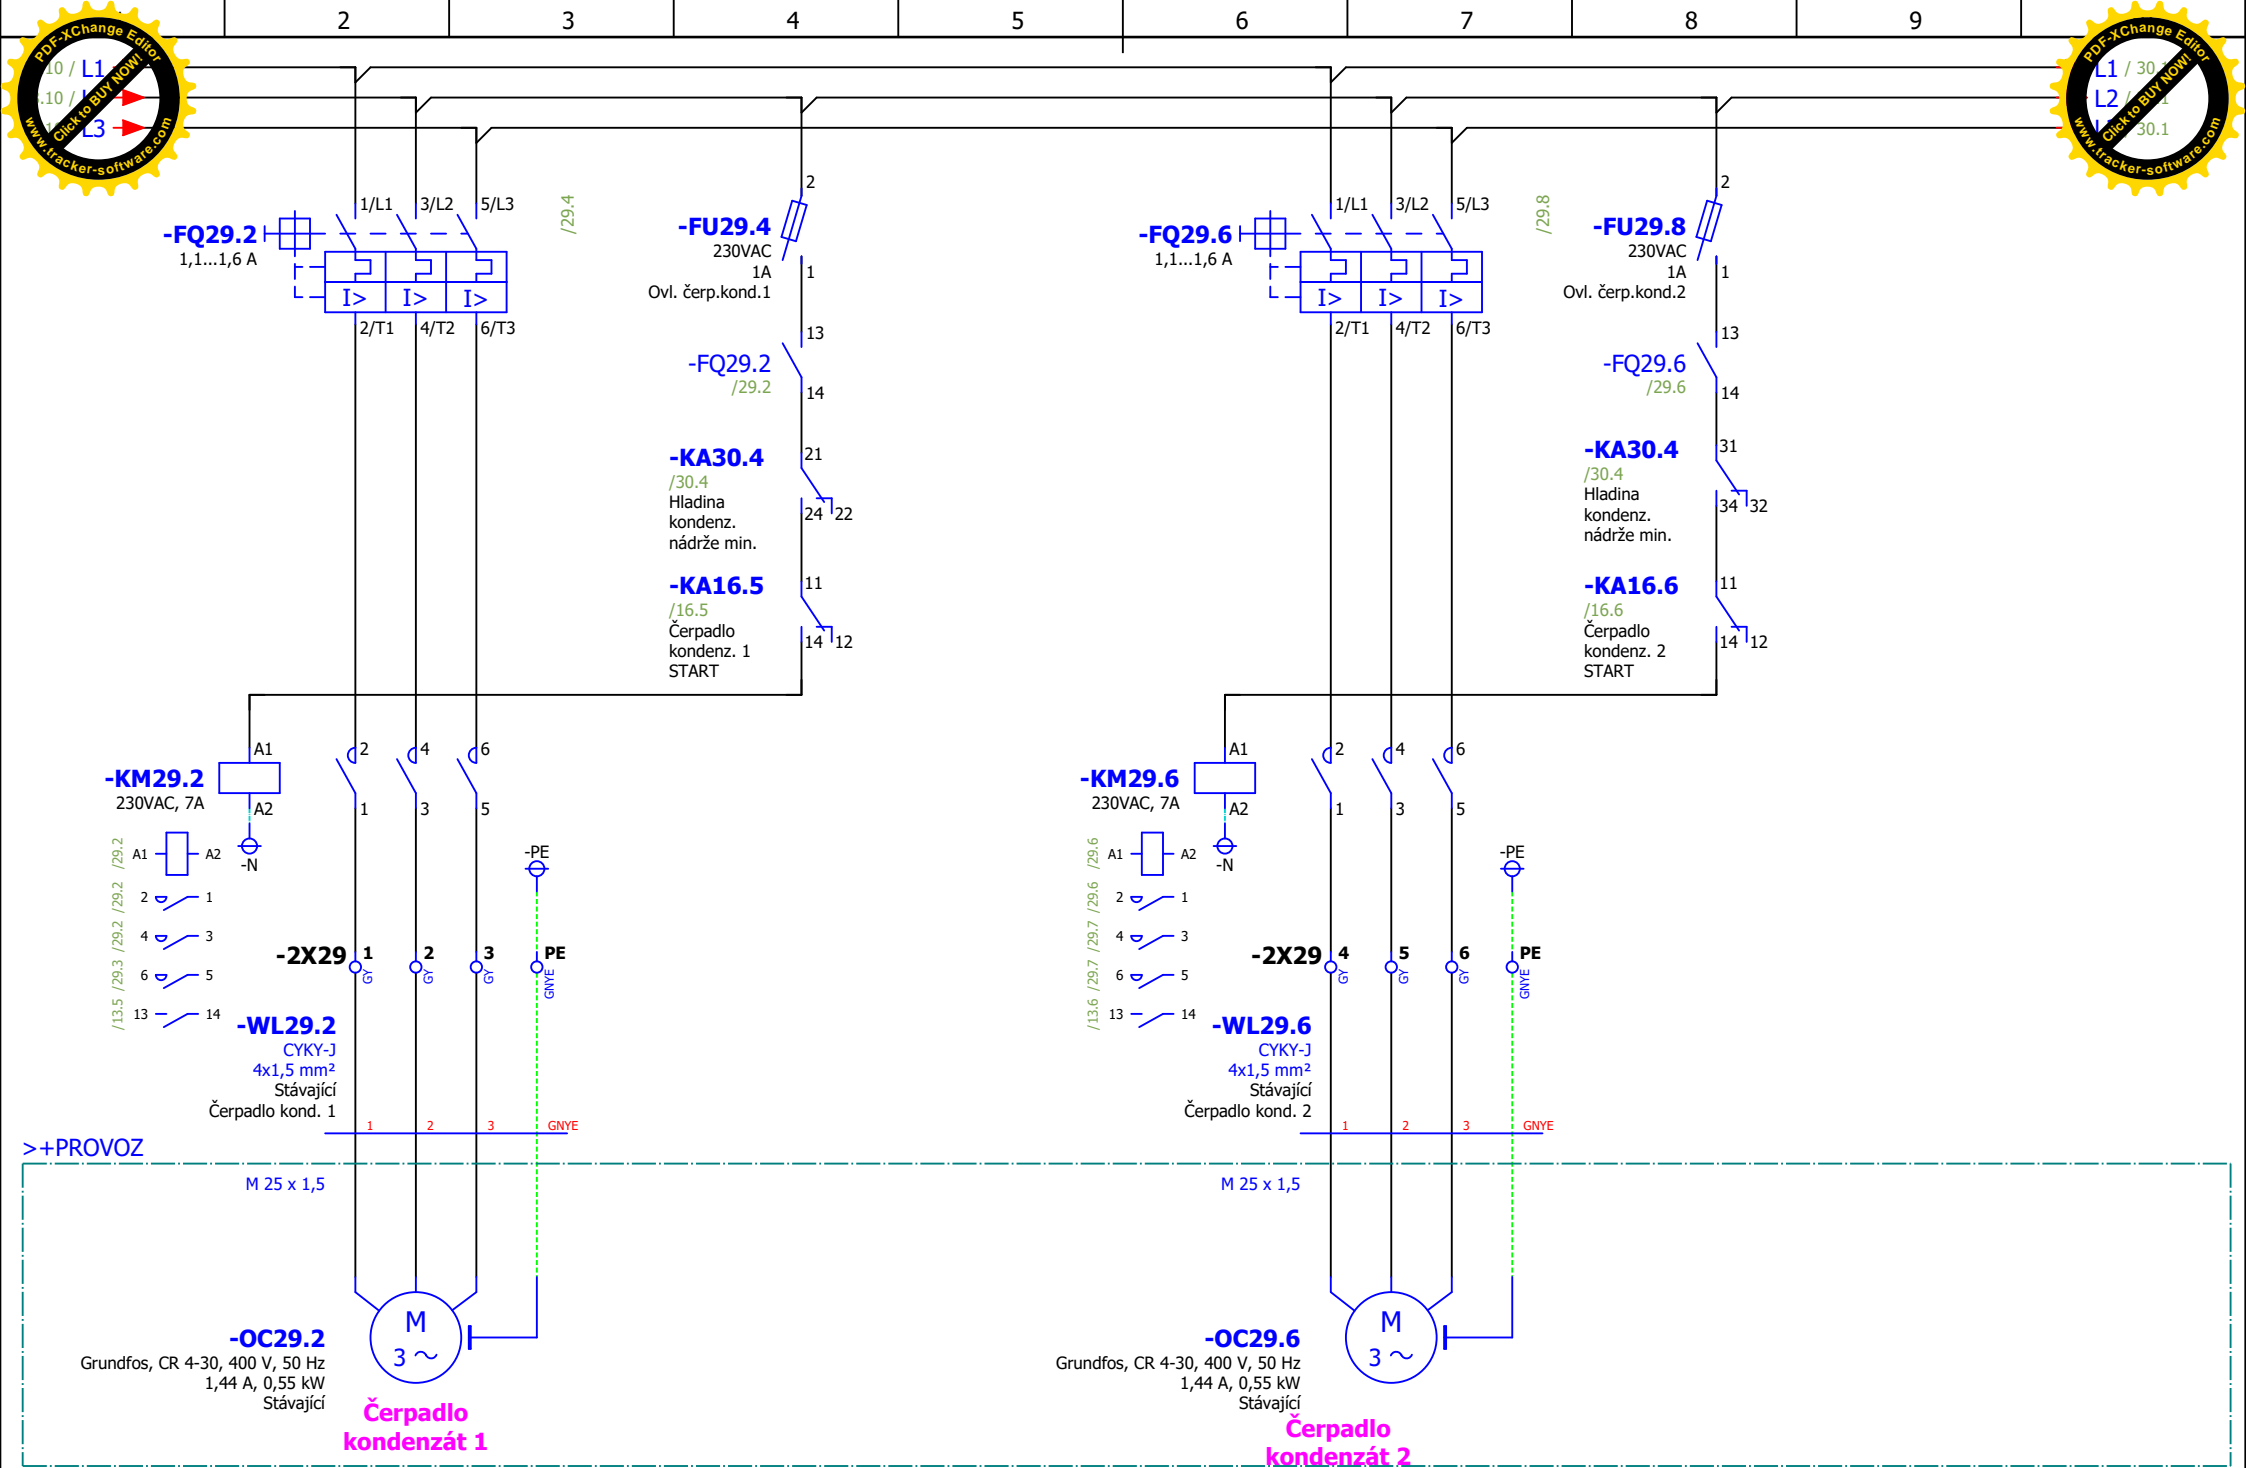 2 3 4 5 6 7 8 9
PDF-XChange Editor
Click to BUY NOW!
www.tracker-software.com
PDF-XChange Editor
Click to BUY NOW!
www.tracker-software.com
10 / L1
.10 /
L3
L1 / 30.
L2
30.1
1/L1 3/L2 5/L3
-FQ29.2
1,1...1,6 A
I> I> I>
2/T1 4/T2 6/T3
/29.4
2
-FU29.4
230VAC
1A
Ovl. čerp.kond.1
1
13
-FQ29.2
/29.2
14
21
-KA30.4
/30.4
Hladina
kondenz.
nádrže min.
24 22
11
-KA16.5
/16.5
Čerpadlo
kondenz. 1
START
14 12
1/L1 3/L2 5/L3
-FQ29.6
1,1...1,6 A
I> I> I>
2/T1 4/T2 6/T3
/29.8
2
-FU29.8
230VAC
1A
Ovl. čerp.kond.2
1
13
-FQ29.6
/29.6
14
31
-KA30.4
/30.4
Hladina
kondenz.
nádrže min.
34 32
11
-KA16.6
/16.6
Čerpadlo
kondenz. 2
START
14 12
A1 2 4 6
-KM29.2
230VAC, 7A
A2 1 3 5
-N
/29.2 A1 A2
/29.2 2 1
/29.2 4 3
/29.3 6 5
/13.5 13 14
-PE
-2X29 1 2 3 PE
GY GY GY GNYE
-WL29.2
CYKY-J
4x1,5 mm²
Stávající
Čerpadlo kond. 1
1 2 3 GNYE
A1 2 4 6
-KM29.6
230VAC, 7A
A2 1 3 5
-N
/29.6 A1 A2
/29.6 2 1
/29.7 4 3
/29.7 6 5
/13.6 13 14
-PE
-2X29 4 5 6 PE
GY GY GY GNYE
-WL29.6
CYKY-J
4x1,5 mm²
Stávající
Čerpadlo kond. 2
1 2 3 GNYE
>+PROVOZ
M 25 x 1,5
M
3 ~
-OC29.2
Grundfos, CR 4-30, 400 V, 50 Hz
1,44 A, 0,55 kW
Stávající
Čerpadlo
kondenzát 1
M 25 x 1,5
M
3 ~
-OC29.6
Grundfos, CR 4-30, 400 V, 50 Hz
1,44 A, 0,55 kW
Stávající
Čerpadlo
kondenzát 2